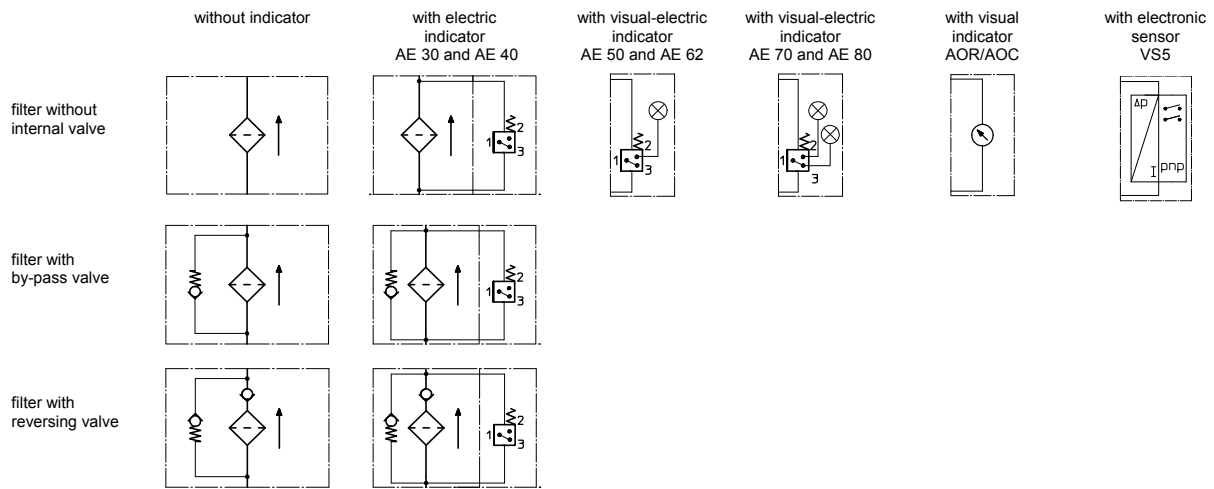 without indicator
with electric
indicator
AE 30 and AE 40
with visual-electric
indicator
AE 50 and AE 62
with visual-electric
indicator
AE 70 and AE 80
with visual
indicator
AOR/AOC
with electronic
sensor
VS5
filter without
internal valve
1 2 3
1 2 3
1 2 3
Δp
I pnp
filter with
by-pass valve
1 2 3
filter with
reversing valve
1 2 3